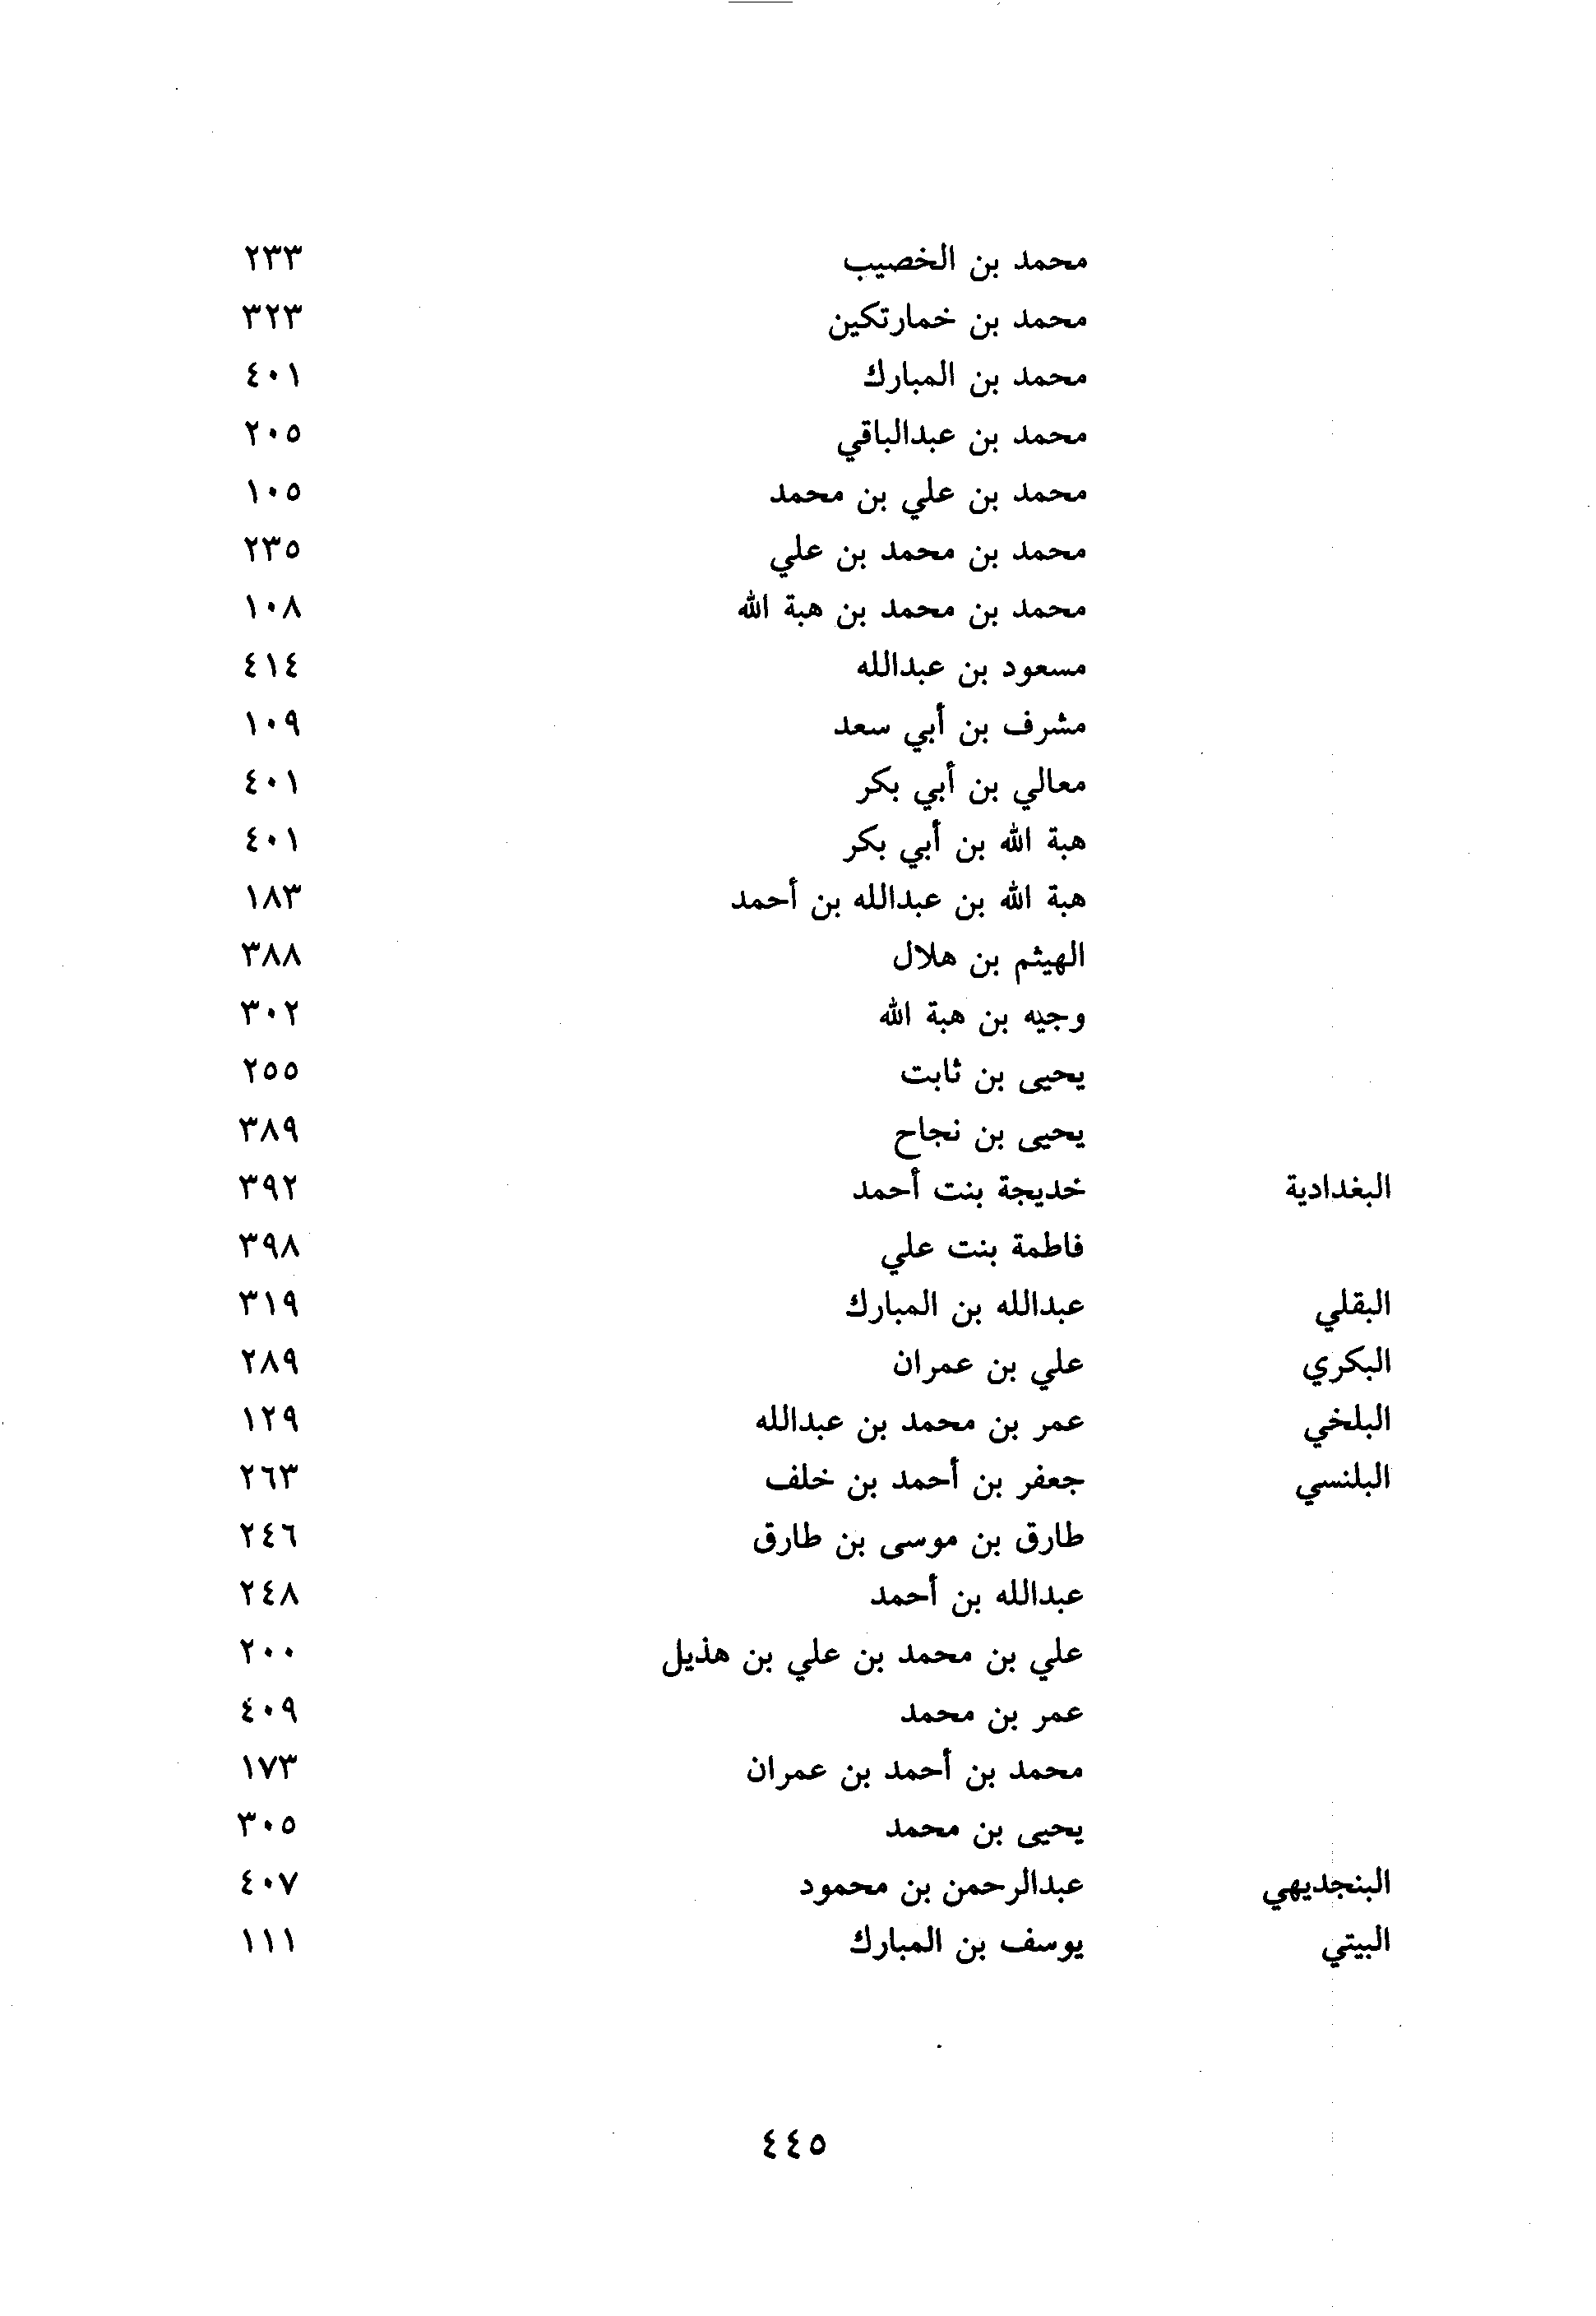 محمد بن الخصيب ٢٣٣
محمد بن خمارتكين ٣٢٣
محمد بن المبارك ٤٠١
محمد بن عبدالباقي ٢٠٥
محمد بن علي بن محمد ١٠٥
محمد بن محمد بن علي ٢٣٥
محمد بن محمد بن هبة الله ١٠٨
مسعود بن عبدالله ٤١٤
مشرف بن أبي سعد ١٠٩
معالي بن أبي بكر ٤٠١
هبة الله بن أبي بكر ٤٠١
هبة الله بن عبدالله بن أحمد ١٨٣
الهيثم بن هلال ٣٨٨
وجيه بن هبة الله ٣٠٢
يحيى بن ثابت ٢٥٥
يحيى بن نجاح ٣٨٩
البغدادية خديجة بنت أحمد ٣٩٢
فاطمة بنت علي ٣٩٨
البقلي عبدالله بن المبارك ٣١٩
البكري علي بن عمران ٢٨٩
البلخي عمر بن محمد بن عبدالله ١٢٩
البلنسي جعفر بن أحمد بن خلف ٢٦٣
طارق بن موسى بن طارق ٢٤٦
عبدالله بن أحمد ٢٤٨
علي بن محمد بن علي بن هذيل ٢٠٠
عمر بن محمد ٤٠٩
محمد بن أحمد بن عمران ١٧٣
يحيى بن محمد ٣٠٥
البنجديهي عبدالرحمن بن محمود ٤٠٧
البيتي يوسف بن المبارك ١١١
٤٤٥